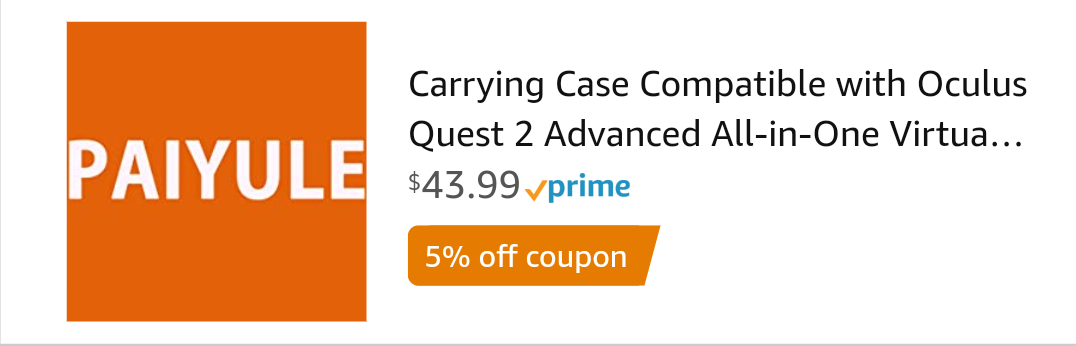 PAIYULE
Carrying Case Compatible with Oculus
Quest 2 Advanced All-in-One Virtua...
$43.99 prime
5% off coupon